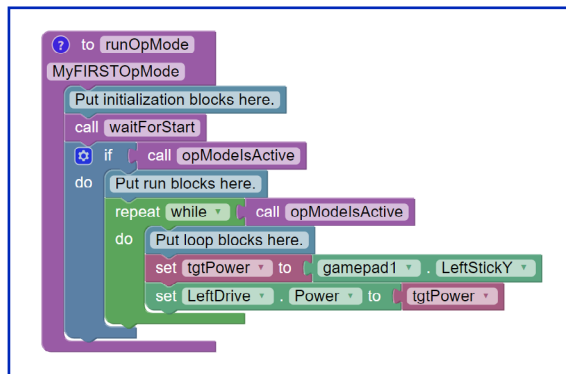 ? to runOpMode
MyFIRSTOpMode
Put initialization blocks here.
call waitForStart
if call opModeIsActive
do Put run blocks here.
repeat while call opModeIsActive
do Put loop blocks here.
set tgtPower to gamepad1 . LeftStickY
set LeftDrive . Power to tgtPower